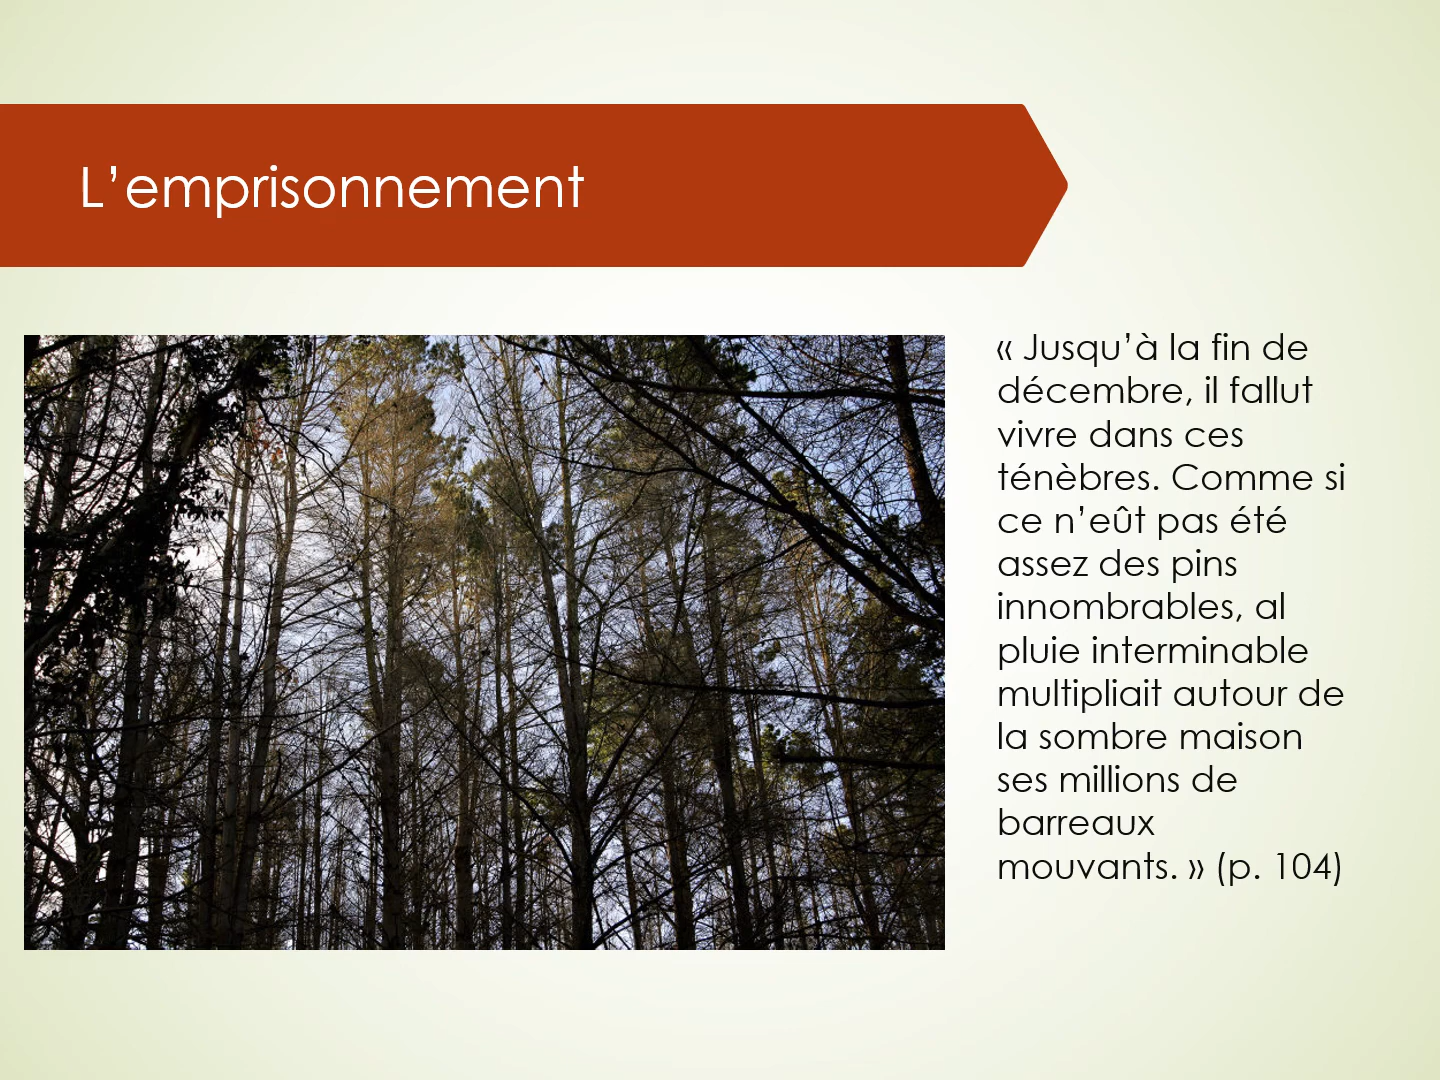 L’emprisonnement
« Jusqu’à la fin de
décembre, il fallut
vivre dans ces
ténèbres. Comme si
ce n’eût pas été
assez des pins
innombrables, al
pluie interminable
multipliait autour de
la sombre maison
ses millions de
barreaux
mouvants. » (p. 104)